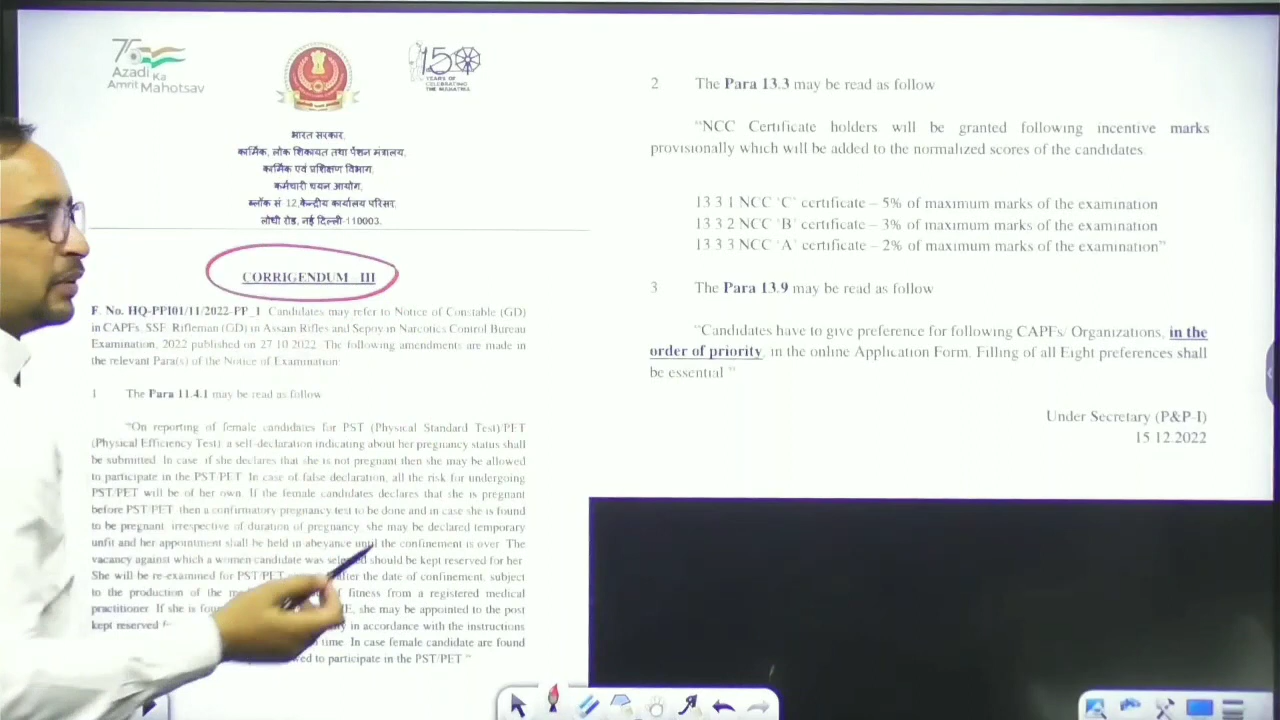 75
Azadi Ka
Amrit Mahotsav
150
YEARS OF
CELEBRATING
THE MAHATMA
भारत सरकार,
कार्मिक, लोक शिकायत तथा पेंशन मंत्रालय,
कार्मिक एवं प्रशिक्षण विभाग,
कर्मचारी चयन आयोग,
ब्लॉक सं 12,केन्द्रीय कार्यालय परिसर,
लोधी रोड, नई दिल्ली-110003.
CORRIGENDUM III
F. No. HQ-PPI01/11/2022-PP_1 Candidates may refer to Notice of Constable (GD)
in CAPFs, SSF, Rifleman (GD) in Assam Rifles and Sepoy in Narcotics Control Bureau
Examination, 2022 published on 27 10 2022. The following amendments are made in
the relevant Para(s) of the Notice of Examination:
1 The Para 11.4.1 may be read as follow
"On reporting of female candidates for PST (Physical Standard Test)/PET
(Physical Efficiency Test) a self-declaration indicating about her pregnancy status shall
be submitted. In case if she declares that she is not pregnant then she may be allowed
to participate in the PST/PET. In case of false declaration, all the risk for undergoing
PST/PET will be of her own. If the female candidates declares that she is pregnant
before PST/PET then a confirmatory pregnancy test to be done and in case she is found
to be pregnant irrespective of duration of pregnancy, she may be declared temporary
unfit and her appointment shall be held in abeyance until the confinement is over. The
vacancy against which a women candidate was should be kept reserved for her.
She will be re-examined for PST/PET after the date of confinement, subject
to the production of the fitness from a registered medical
practitioner. If she is she may be appointed to the post
kept reserved in accordance with the instructions
time. In case female candidate are found
to participate in the PST/PET "
2 The Para 13.3 may be read as follow
"NCC Certificate holders will be granted following incentive marks
provisionally which will be added to the normalized scores of the candidates.
13 3 1 NCC 'C' certificate – 5% of maximum marks of the examination
13 3 2 NCC 'B' certificate – 3% of maximum marks of the examination
13 3 3 NCC 'A' certificate – 2% of maximum marks of the examination"
3 The Para 13.9 may be read as follow
"Candidates have to give preference for following CAPFs/ Organizations, in the
order of priority, in the online Application Form. Filling of all Eight preferences shall
be essential "
Under Secretary (P&P-I)
15 12.2022